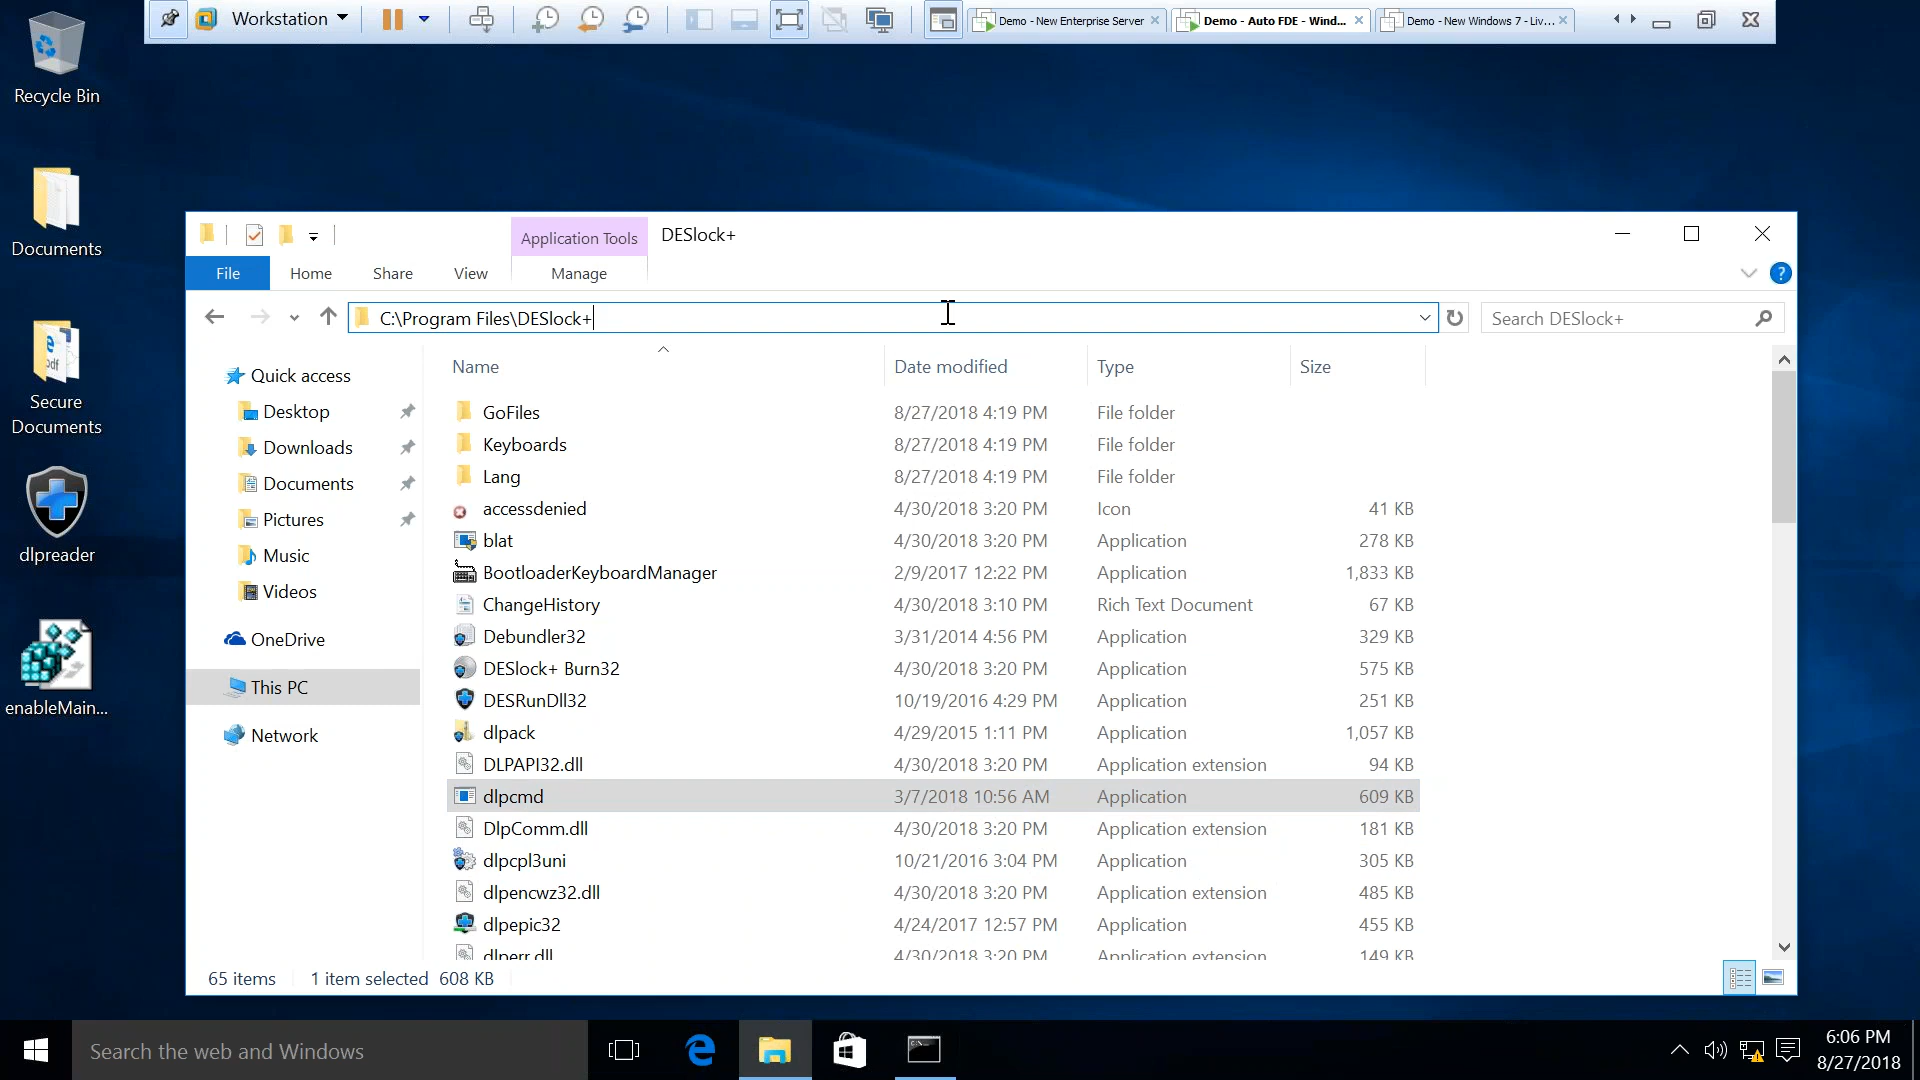 Workstation
Demo - New Enterprise Server
Demo - Auto FDE - Wind...
Demo - New Windows 7 - Liv...
Recycle Bin
Documents
Secure
Documents
dlpreader
enableMain...
Application Tools
DESlock+
File
Home
Share
View
Manage
C:\Program Files\DESlock+
Search DESlock+
Quick access
Desktop
Downloads
Documents
Pictures
Music
Videos
OneDrive
This PC
Network
Name Date modified Type Size
GoFiles 8/27/2018 4:19 PM File folder
Keyboards 8/27/2018 4:19 PM File folder
Lang 8/27/2018 4:19 PM File folder
accessdenied 4/30/2018 3:20 PM Icon 41 KB
blat 4/30/2018 3:20 PM Application 278 KB
BootloaderKeyboardManager 2/9/2017 12:22 PM Application 1,833 KB
ChangeHistory 4/30/2018 3:10 PM Rich Text Document 67 KB
Debundler32 3/31/2014 4:56 PM Application 329 KB
DESlock+ Burn32 4/30/2018 3:20 PM Application 575 KB
DESRunDll32 10/19/2016 4:29 PM Application 251 KB
dlpack 4/29/2015 1:11 PM Application 1,057 KB
DLPAPI32.dll 4/30/2018 3:20 PM Application extension 94 KB
dlpcmd 3/7/2018 10:56 AM Application 609 KB
DlpComm.dll 4/30/2018 3:20 PM Application extension 181 KB
dlpcpl3uni 10/21/2016 3:04 PM Application 305 KB
dlpencwz32.dll 4/30/2018 3:20 PM Application extension 485 KB
dlpepic32 4/24/2017 12:57 PM Application 455 KB
dlperr.dll 4/30/2018 3:20 PM Application extension 149 KB
65 items 1 item selected 608 KB
Search the web and Windows
6:06 PM
8/27/2018